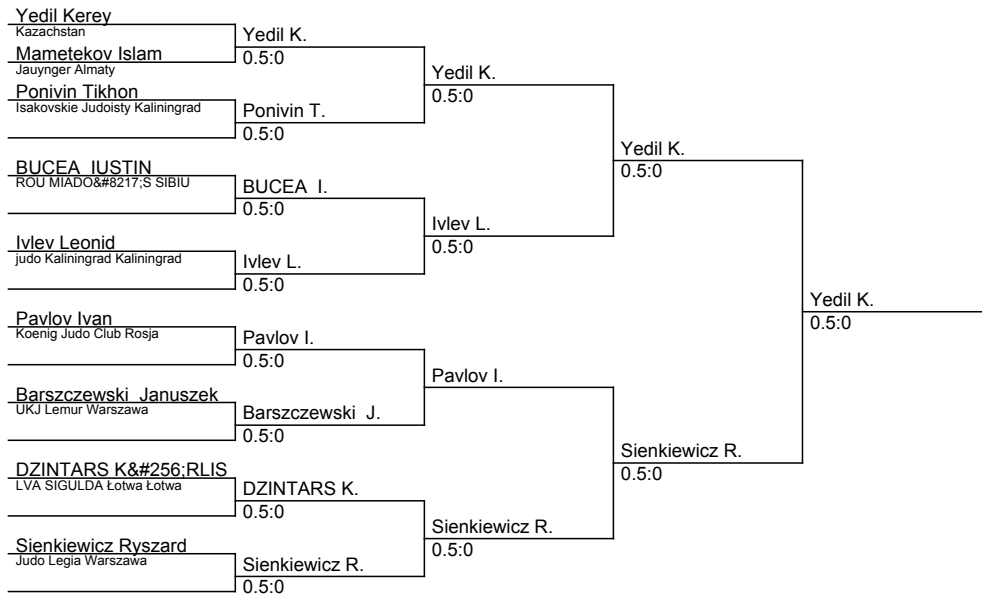 Yedil Kerey
Kazachstan
Mametekov Islam
Jauynger Almaty
Ponivin Tikhon
Isakovskie Judoisty Kaliningrad
BUCEA  IUSTIN
ROU MIADO&#8217;S SIBIU
Ivlev Leonid
judo Kaliningrad Kaliningrad
Pavlov Ivan
Koenig Judo Club Rosja
Barszczewski  Januszek
UKJ Lemur Warszawa
DZINTARS K&#256;RLIS
LVA SIGULDA Łotwa Łotwa
Sienkiewicz Ryszard
Judo Legia Warszawa
Yedil K.
0.5:0
Ponivin T.
0.5:0
BUCEA  I.
0.5:0
Ivlev L.
0.5:0
Pavlov I.
0.5:0
Barszczewski  J.
0.5:0
DZINTARS K.
0.5:0
Sienkiewicz R.
0.5:0
Yedil K.
0.5:0
Ivlev L.
0.5:0
Pavlov I.
Sienkiewicz R.
0.5:0
Yedil K.
0.5:0
Sienkiewicz R.
0.5:0
Yedil K.
0.5:0